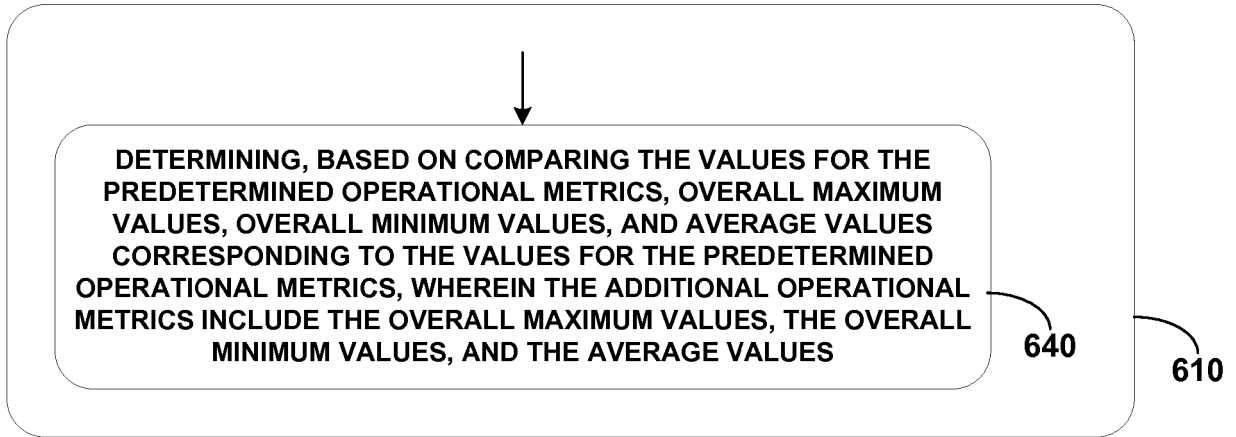 DETERMINING, BASED ON COMPARING THE VALUES FOR THE
PREDETERMINED OPERATIONAL METRICS, OVERALL MAXIMUM
VALUES, OVERALL MINIMUM VALUES, AND AVERAGE VALUES
CORRESPONDING TO THE VALUES FOR THE PREDETERMINED
OPERATIONAL METRICS, WHEREIN THE ADDITIONAL OPERATIONAL
METRICS INCLUDE THE OVERALL MAXIMUM VALUES, THE OVERALL
MINIMUM VALUES, AND THE AVERAGE VALUES
640
610